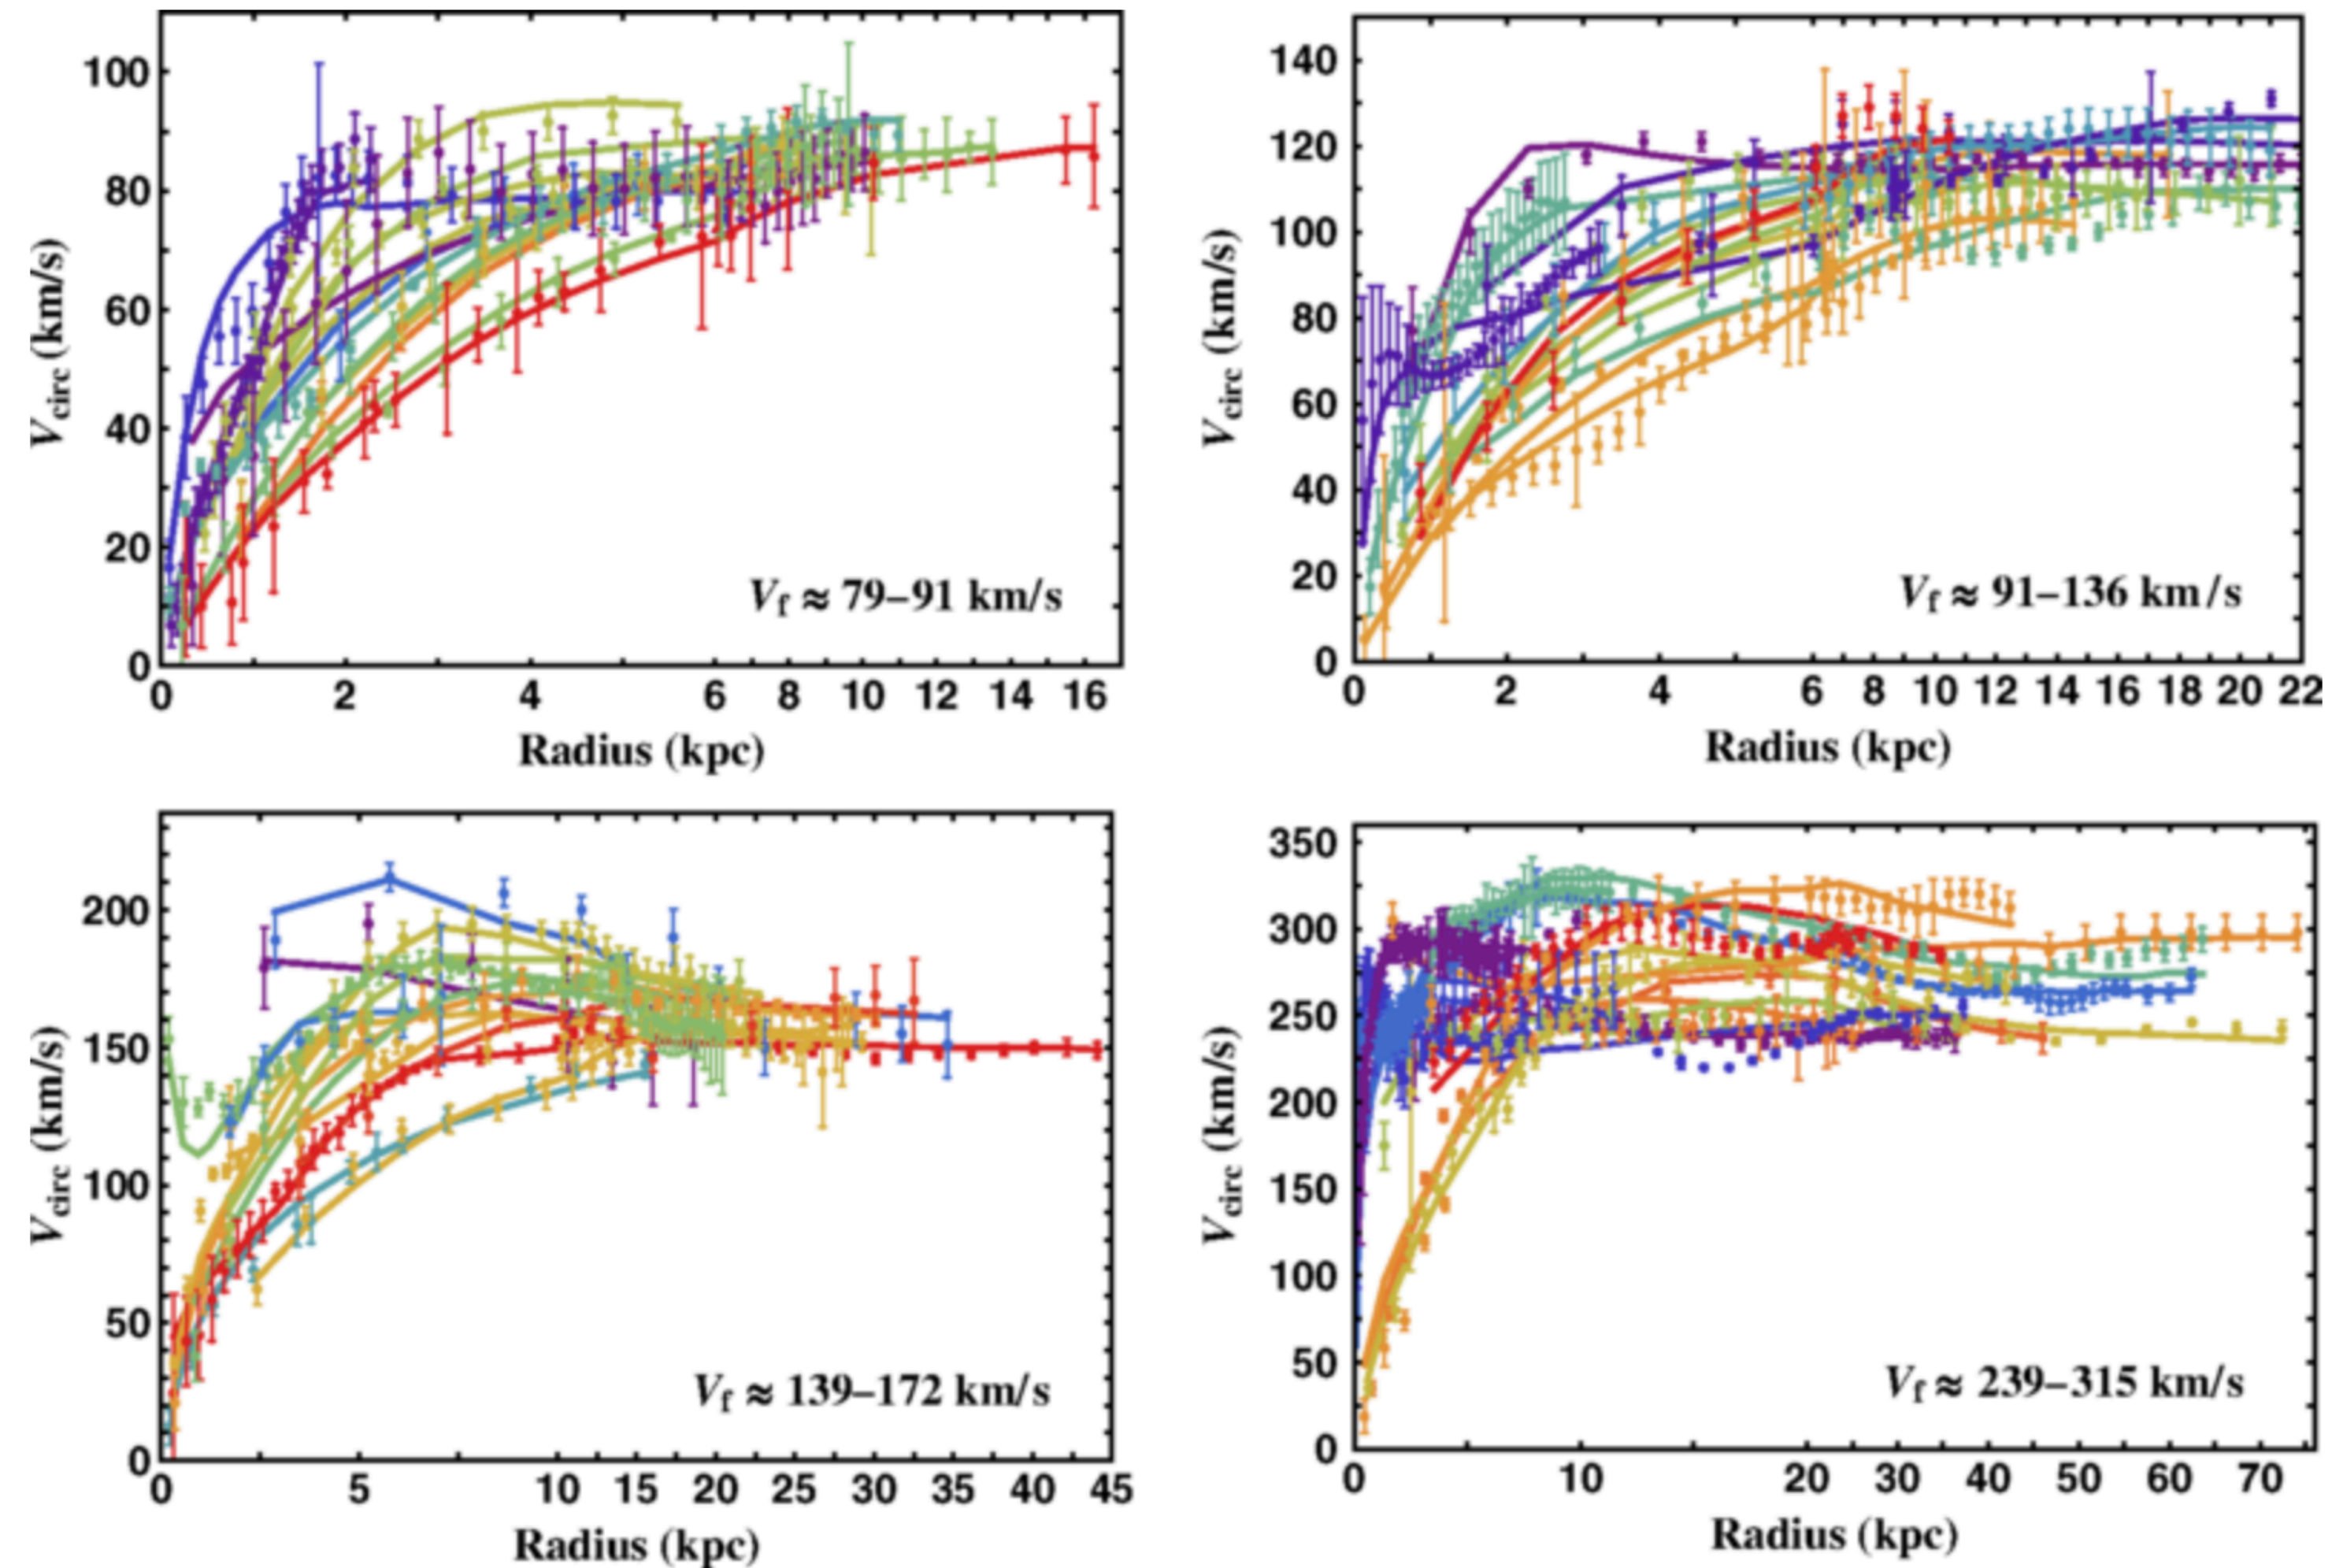 100
80
60
40
20
0
V_circ (km/s)
V_f ≈ 79–91 km/s
0 2 4 6 8 10 12 14 16
Radius (kpc)
140
120
100
80
60
40
20
0
V_circ (km/s)
V_f ≈ 91–136 km/s
0 2 4 6 8 10 12 14 16 18 20 22
Radius (kpc)
200
150
100
50
0
V_circ (km/s)
V_f ≈ 139–172 km/s
0 5 10 15 20 25 30 35 40 45
Radius (kpc)
350
300
250
200
150
100
50
0
V_circ (km/s)
V_f ≈ 239–315 km/s
0 10 20 30 40 50 60 70
Radius (kpc)